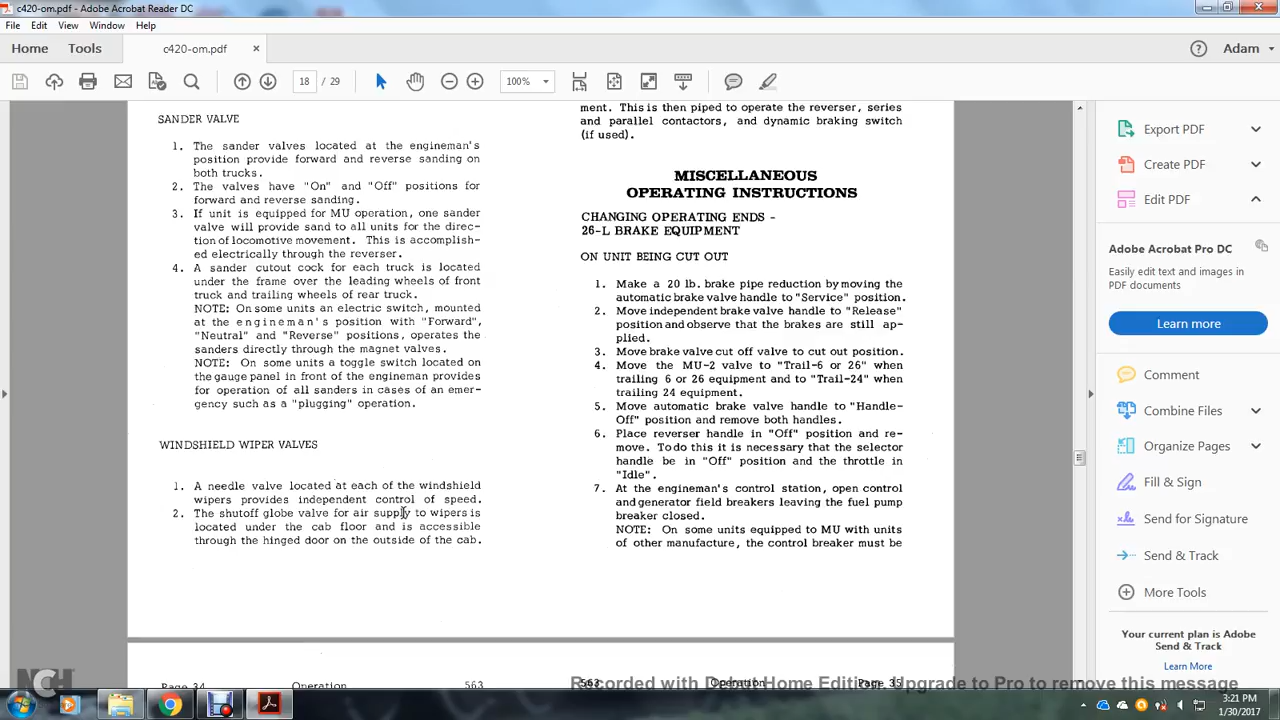 c420-om.pdf - Adobe Acrobat Reader DC
File Edit View Window Help
Home Tools c420-om.pdf × Adam
18 / 29 100%
SANDER VALVE
1. The sander valves located at the engineman's
position provide forward and reverse sanding on
both trucks.
2. The valves have "On" and "Off" positions for
forward and reverse sanding.
3. If unit is equipped for MU operation, one sander
valve will provide sand to all units for the direc-
tion of locomotive movement. This is accomplish-
ed electrically through the reverser.
4. A sander cutout cock for each truck is located
under the frame over the leading wheels of front
truck and trailing wheels of rear truck.
NOTE: On some units an electric switch, mounted
at the engineman's position with "Forward",
"Neutral" and "Reverse" positions, operates the
sanders directly through the magnet valves.
NOTE: On some units a toggle switch located on
the gauge panel in front of the engineman provides
for operation of all sanders in cases of an emer-
gency such as a "plugging" operation.
WINDSHIELD WIPER VALVES
1. A needle valve located at each of the windshield
wipers provides independent control of speed.
2. The shutoff globe valve for air supply to wipers is
located under the cab floor and is accessible
through the hinged door on the outside of the cab.
ment. This is then piped to operate the reverser, series
and parallel contactors, and dynamic braking switch
(if used).
MISCELLANEOUS
OPERATING INSTRUCTIONS
CHANGING OPERATING ENDS -
26-L BRAKE EQUIPMENT
ON UNIT BEING CUT OUT
1. Make a 20 lb. brake pipe reduction by moving the
automatic brake valve handle to "Service" position.
2. Move independent brake valve handle to "Release"
position and observe that the brakes are still ap-
plied.
3. Move brake valve cut off valve to cut out position.
4. Move the MU-2 valve to "Trail-6 or 26" when
trailing 6 or 26 equipment and to "Trail-24" when
trailing 24 equipment.
5. Move automatic brake valve handle to "Handle-
Off" position and remove both handles.
6. Place reverser handle in "Off" position and re-
move. To do this it is necessary that the selector
handle be in "Off" position and the throttle in
"Idle".
7. At the engineman's control station, open control
and generator field breakers leaving the fuel pump
breaker closed.
NOTE: On some units equipped to MU with units
of other manufacture, the control breaker must be
Page 34 Operation 563
563 Operation Page 35
Export PDF
Create PDF
Edit PDF
Adobe Acrobat Pro DC
Easily edit text and images in
PDF documents
Learn more
Comment
Combine Files
Organize Pages
Fill & Sign
Send for Signature
Send & Track
More Tools
Your current plan is Adobe
Send & Track
Learn More
NCH
Recorded with Home Edition. Upgrade to Pro to remove this message
3:21 PM
1/30/2017